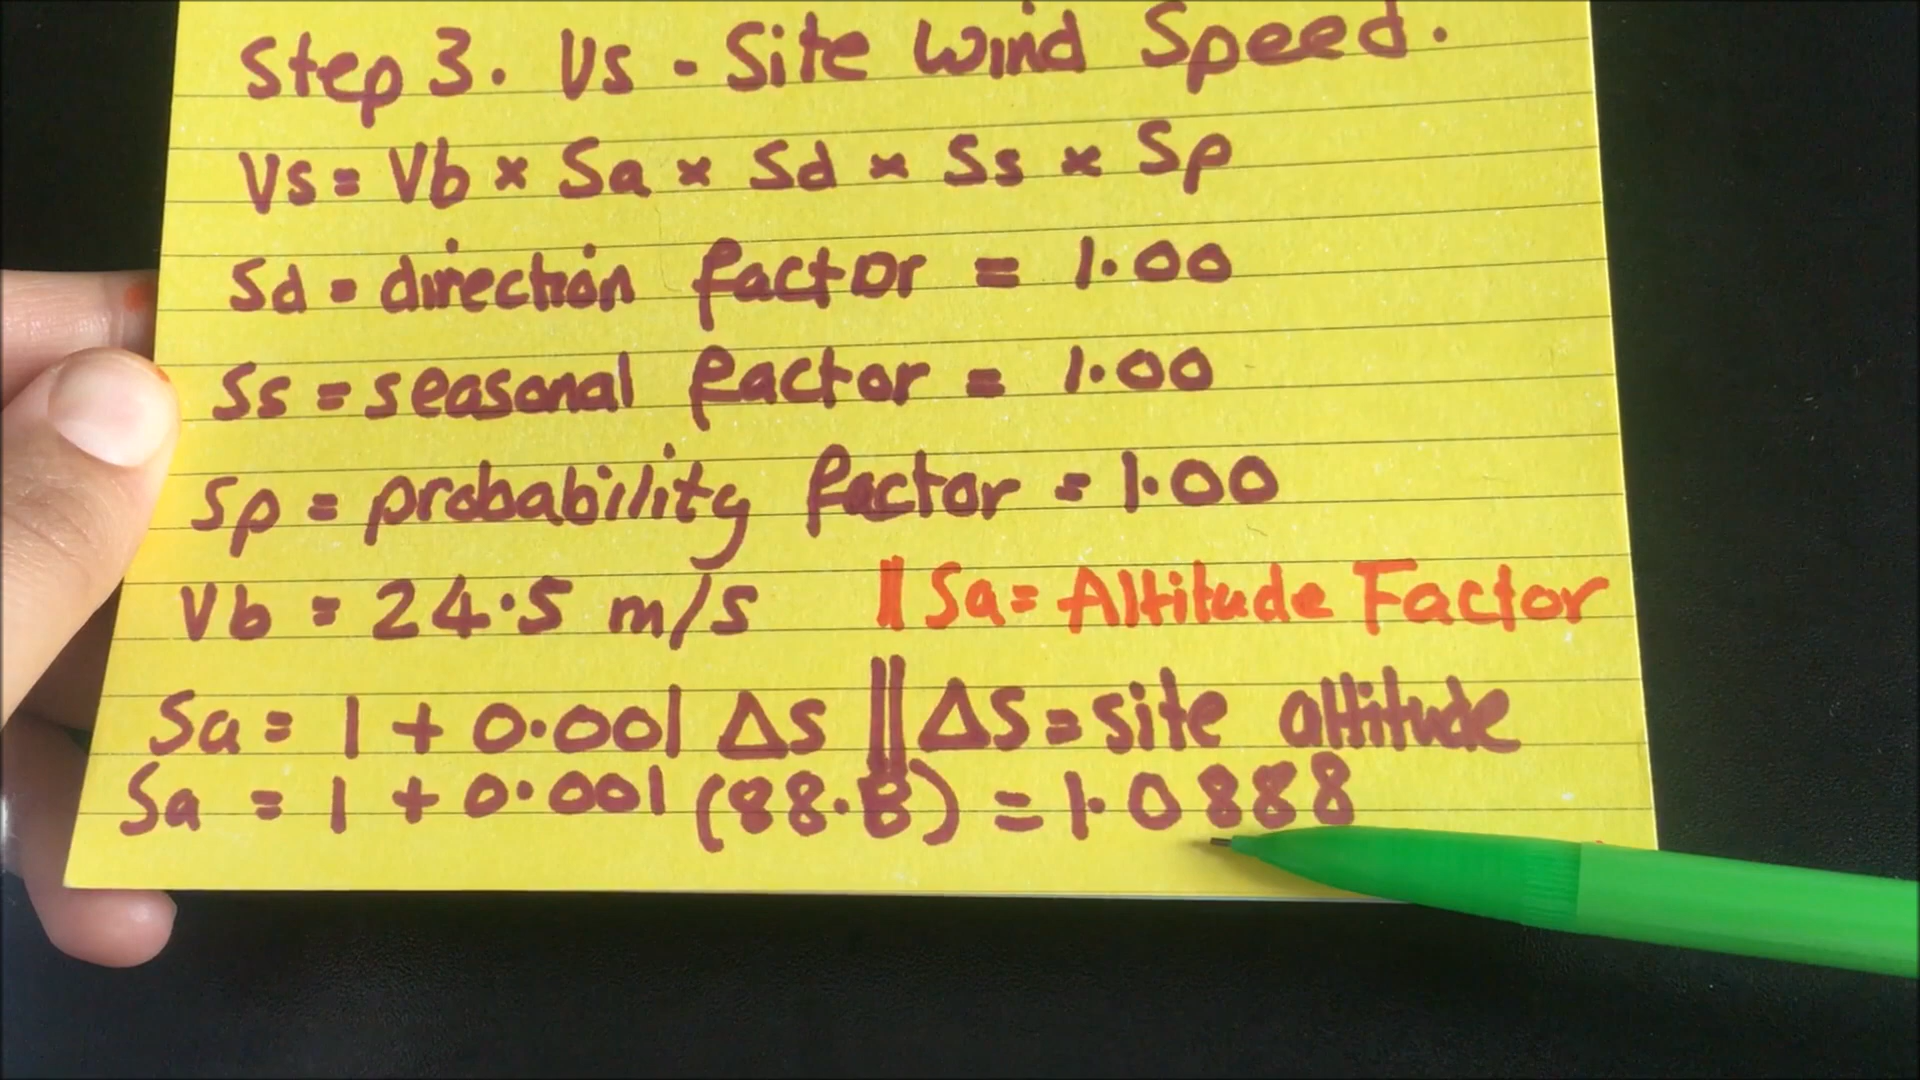 Step 3. Vs - Site Wind Speed.
Vs = Vb × Sa × Sd × Ss × Sp
Sd = direction factor = 1.00
Ss = seasonal factor = 1.00
Sp = probability factor = 1.00
Vb = 24.5 m/s || Sa = Altitude Factor
Sa = 1 + 0.001 Δs || Δs = site altitude
Sa = 1 + 0.001 (88.8) = 1.0888